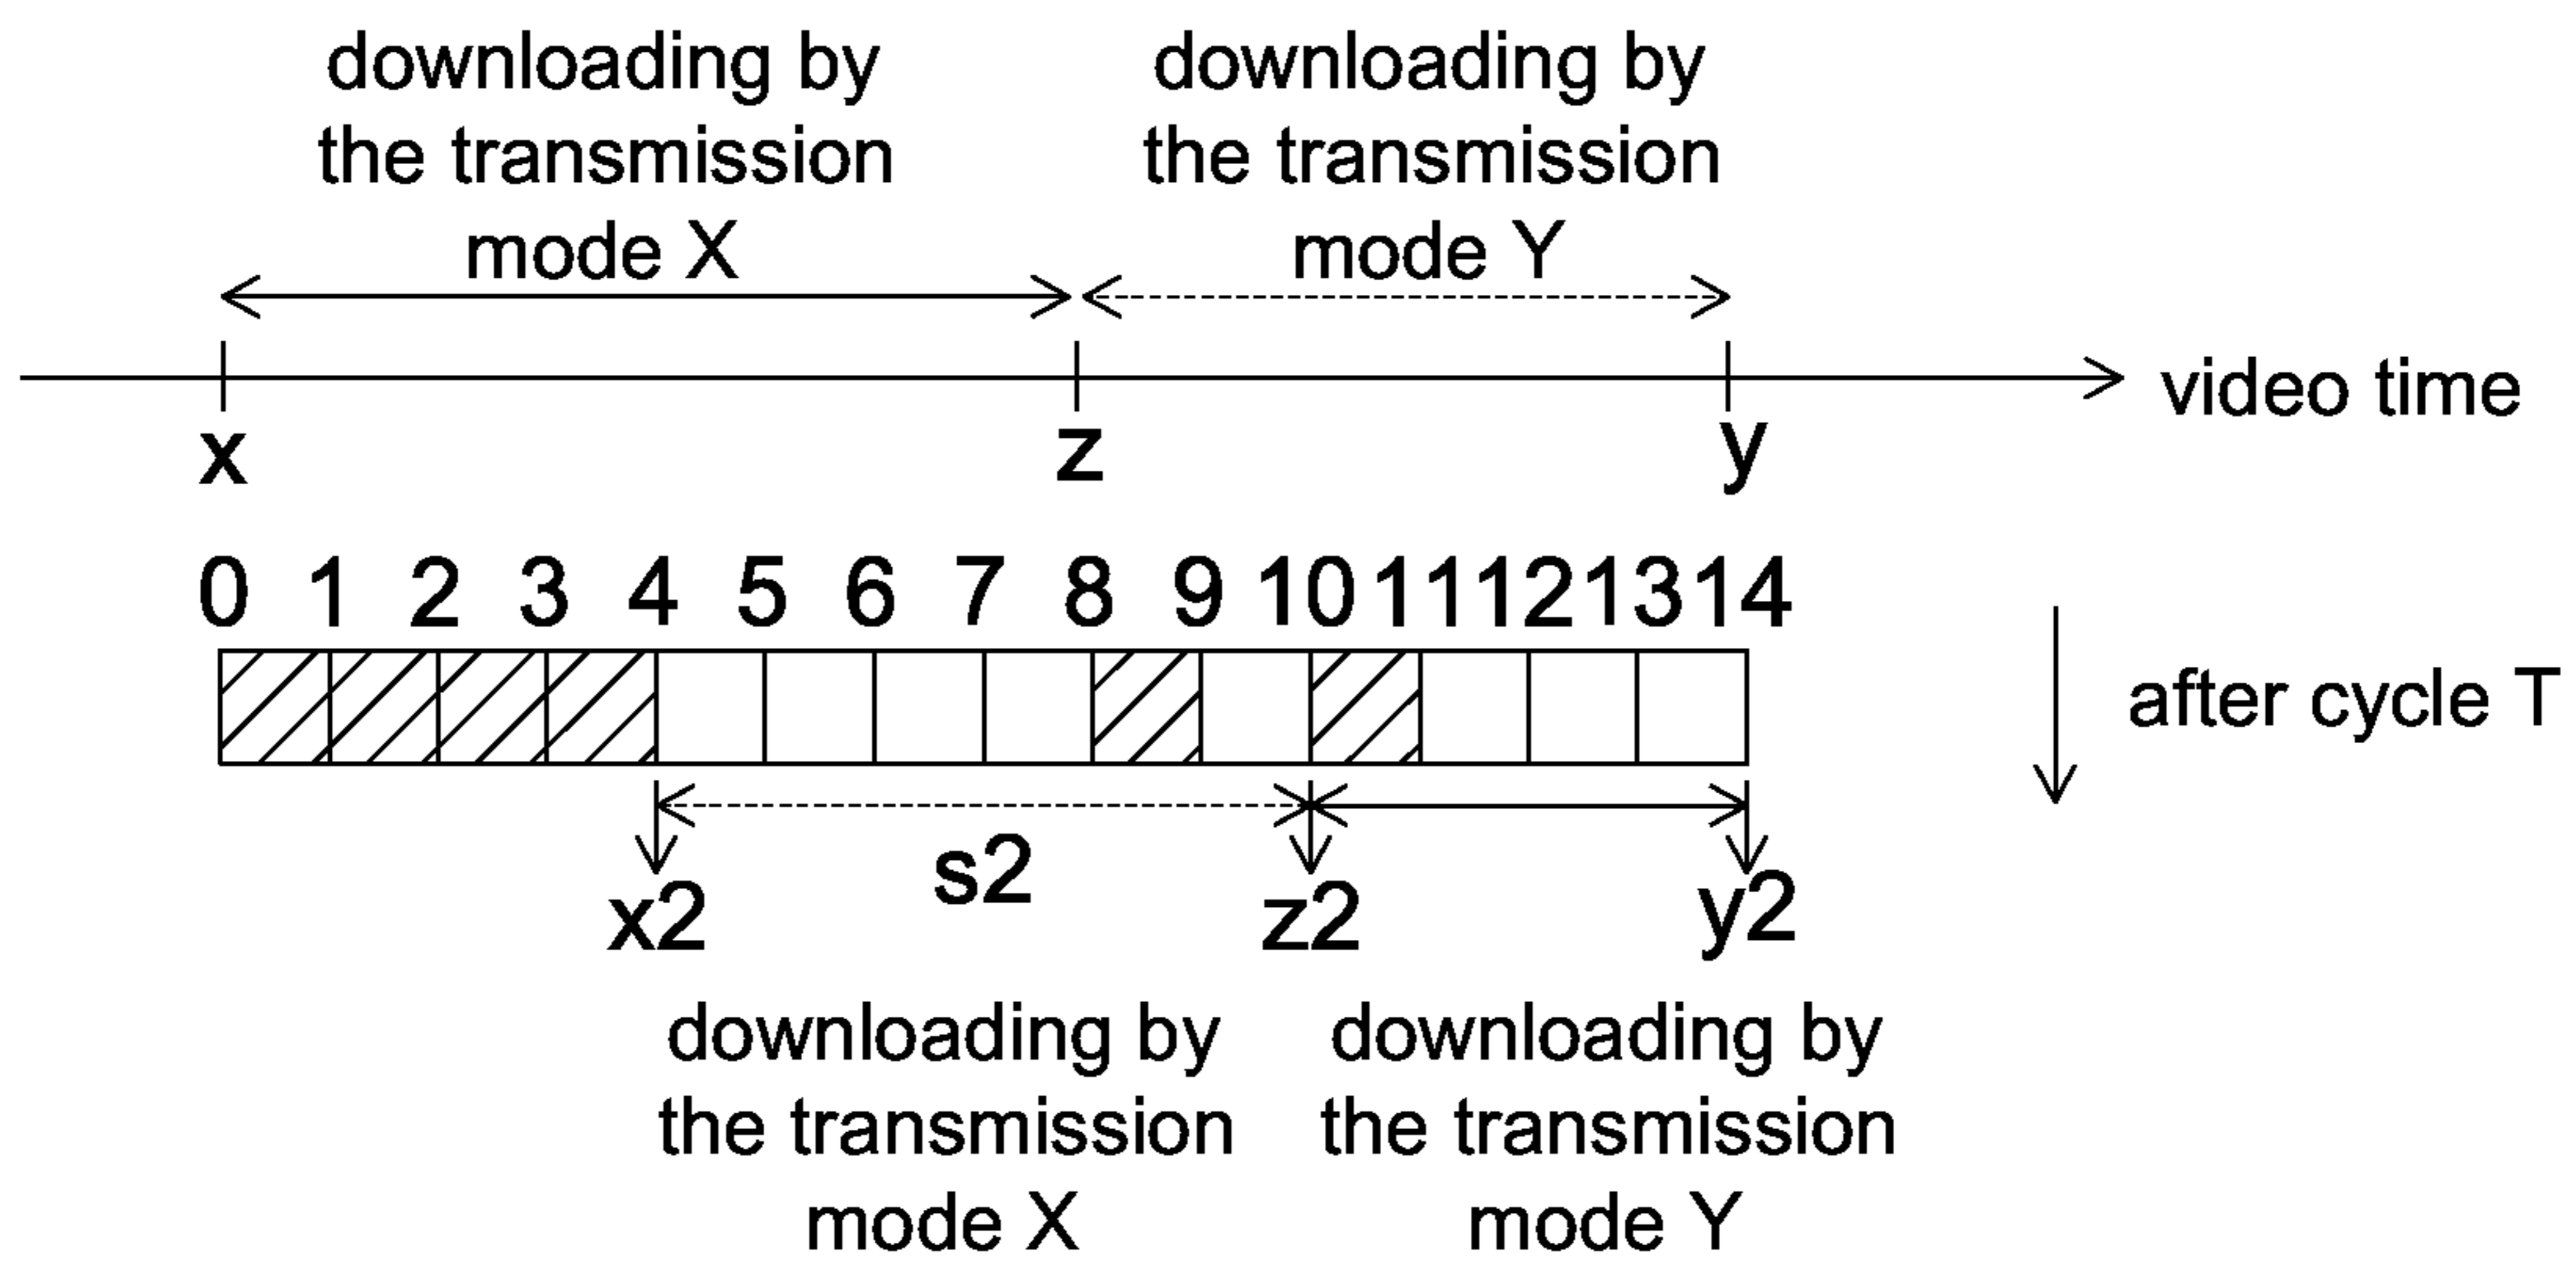 downloading by
the transmission
mode X
downloading by
the transmission
mode Y
video time
x
z
y
0 1 2 3 4 5 6 7 8 9 10 11 12 13 14
after cycle T
s2
x2
z2
y2
downloading by
the transmission
mode X
downloading by
the transmission
mode Y